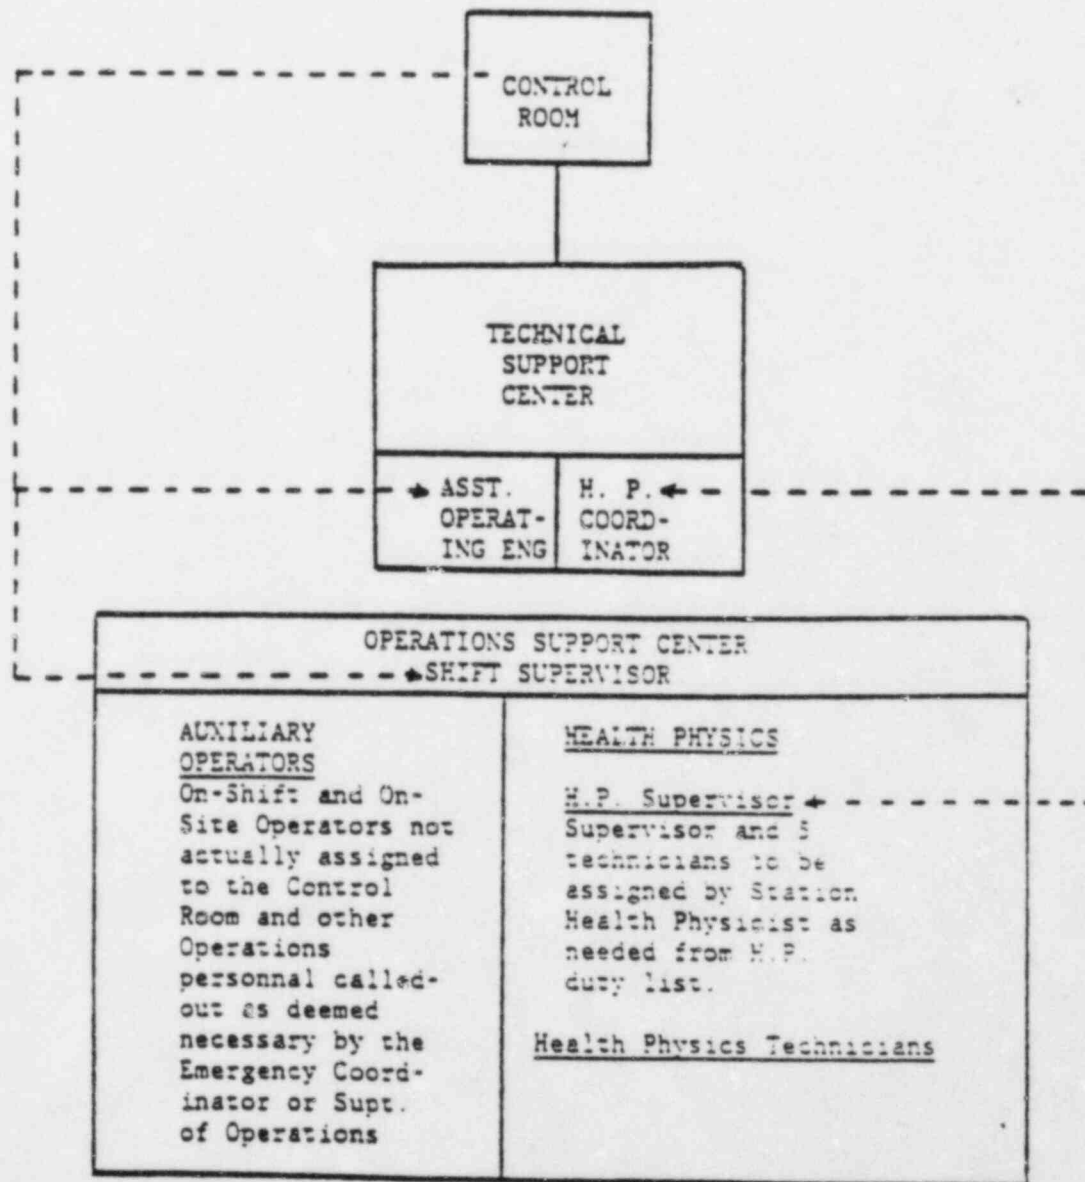 CONTROL
ROOM
TECHNICAL
SUPPORT
CENTER
ASST.
OPERAT-
ING ENG
H. P.
COORD-
INATOR
OPERATIONS SUPPORT CENTER
SHIFT SUPERVISOR
AUXILIARY
OPERATORS
On-Shift and On-
Site Operators not
actually assigned
to the Control
Room and other
Operations
personnal called-
out as deemed
necessary by the
Emergency Coord-
inator or Supt.
of Operations
HEALTH PHYSICS
H.P. Supervisor
Supervisor and 5
technicians to be
assigned by Station
Health Physicist as
needed from H.P.
duty list.
Health Physics Technicians